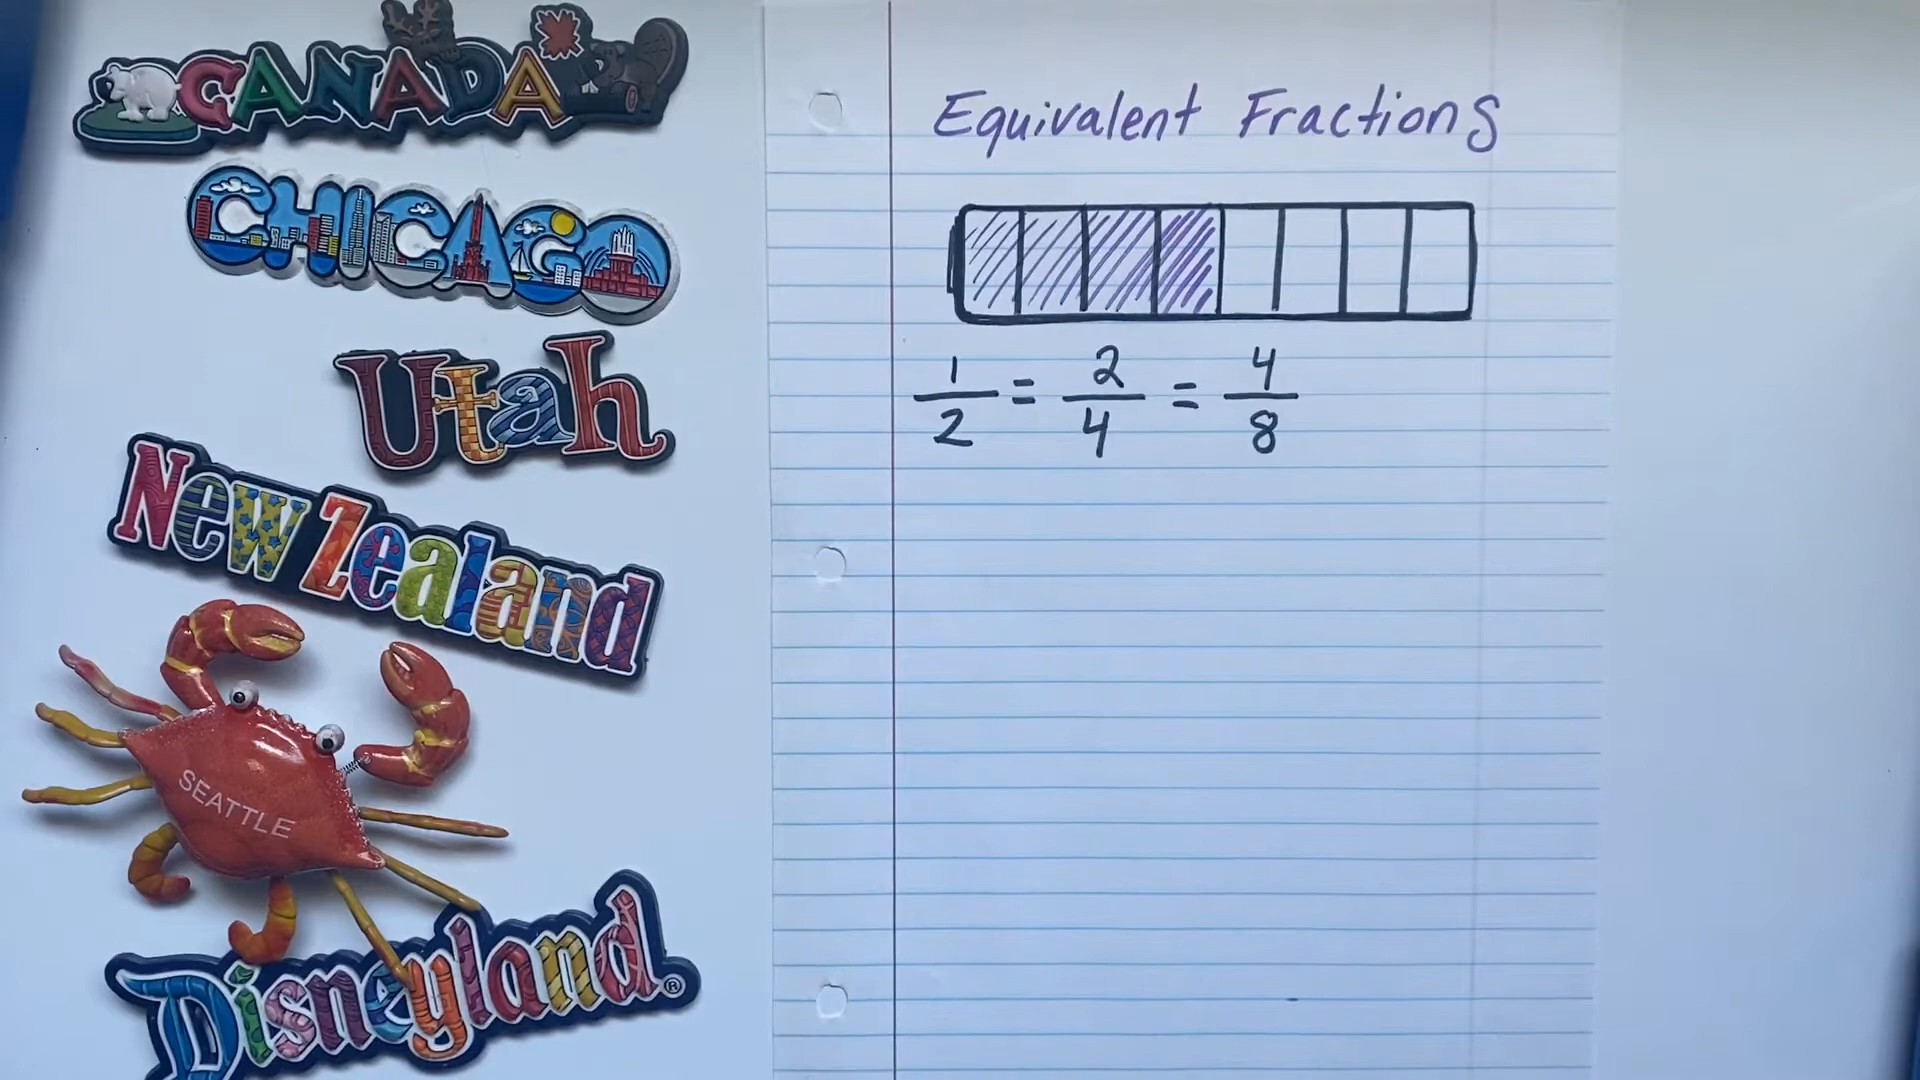 CANADA
CHICAGO
Utah
New Zealand
SEATTLE
Disneyland®
Equivalent Fractions
1/2 = 2/4 = 4/8